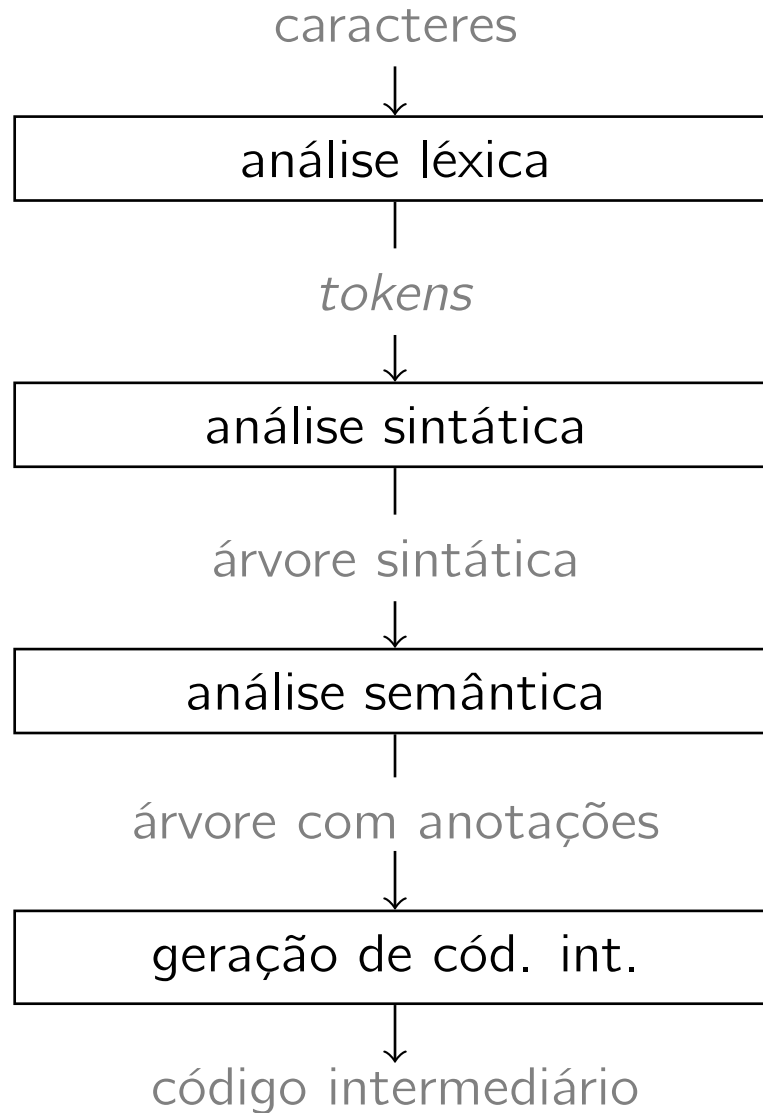 caracteres
análise léxica
tokens
análise sintática
árvore sintática
análise semântica
árvore com anotações
geração de cód. int.
código intermediário